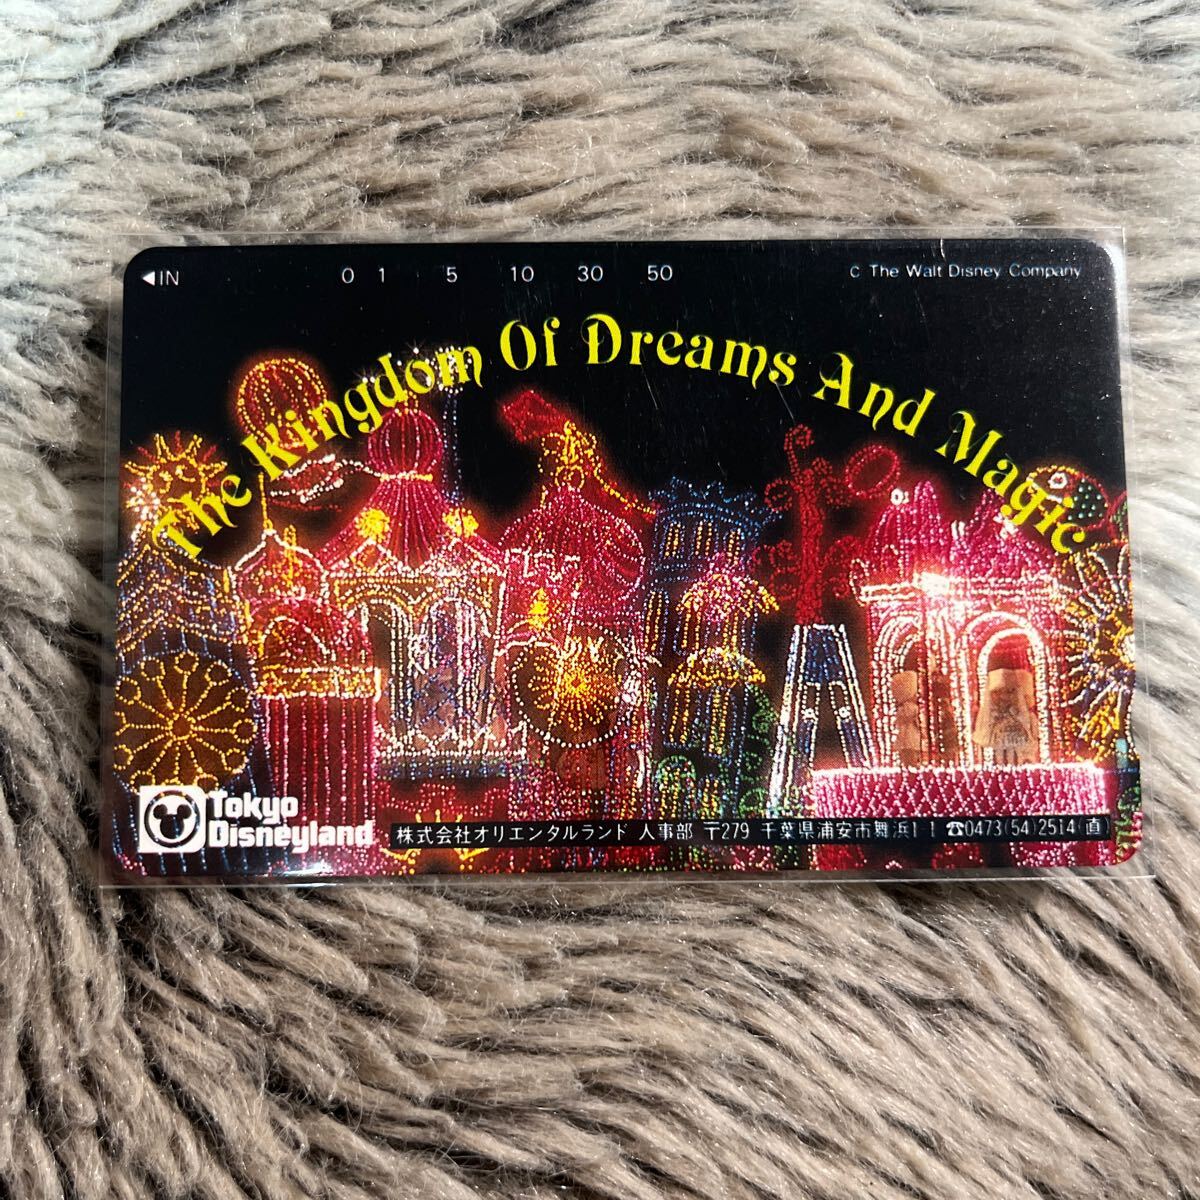 ◀IN 0 1 5 10 30 50
C The Walt Disney Company
The Kingdom Of Dreams And Magic
Tokyo
Disneyland
株式会社オリエンタルランド 人事部 〒279 千葉県浦安市舞浜1-1 ☎0473(54)2514(直)